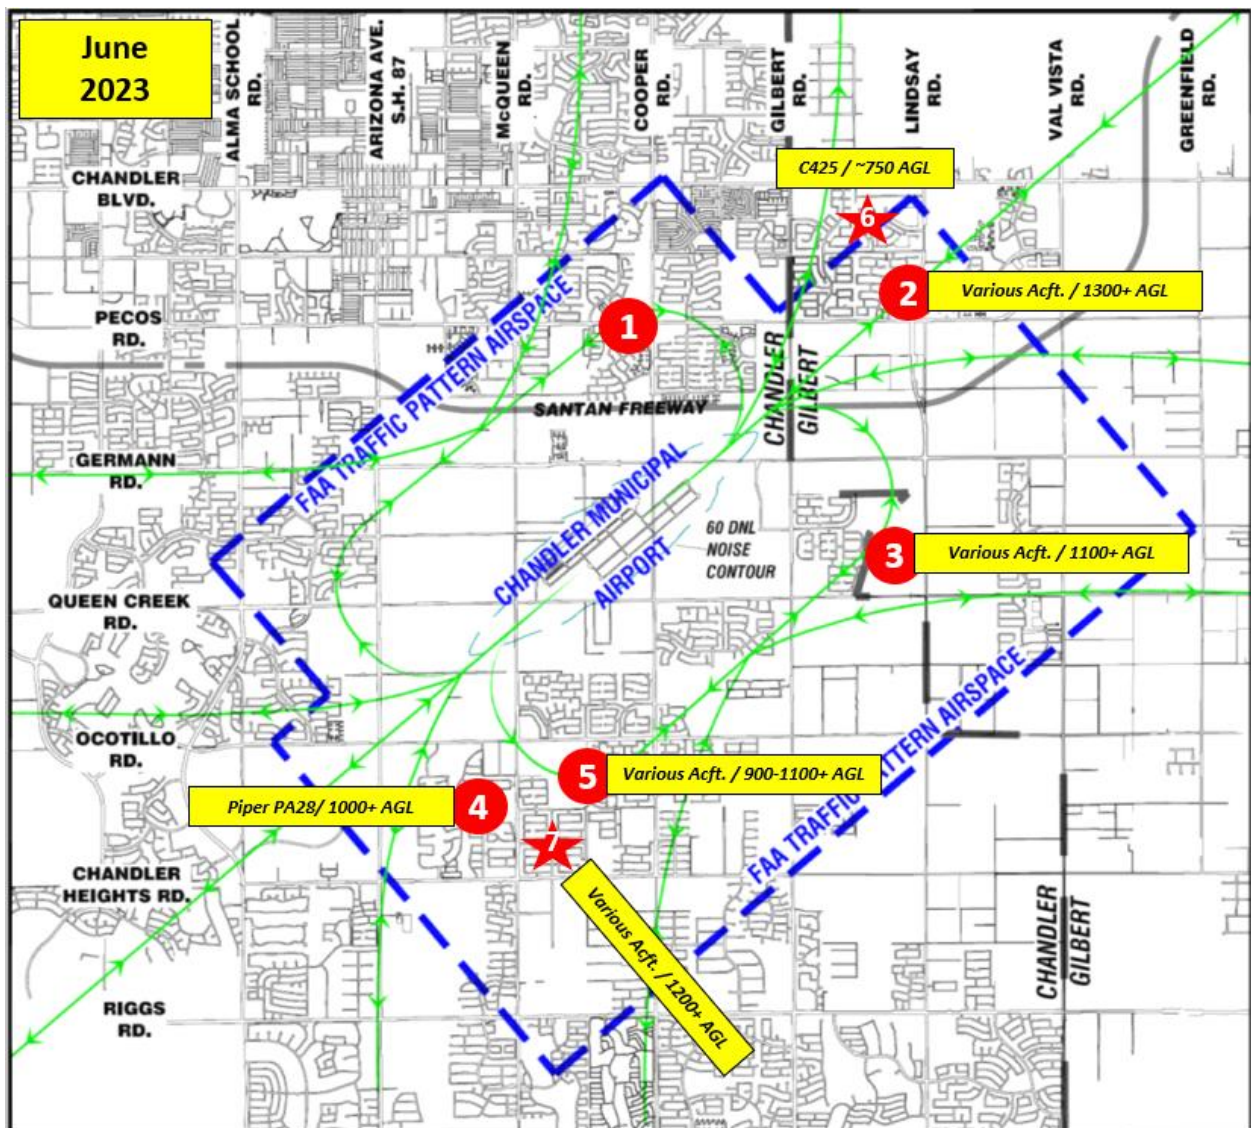 June
2023
ALMA SCHOOL
RD.
ARIZONA AVE.
S.H. 87
McQUEEN
RD.
COOPER
RD.
GILBERT
RD.
LINDSAY
RD.
VAL VISTA
RD.
GREENFIELD
RD.
CHANDLER
BLVD.
C425 / ~750 AGL
6
2
Various Acft. / 1300+ AGL
PECOS
RD.
1
FAA TRAFFIC PATTERN AIRSPACE
CHANDLER
GILBERT
SANTAN FREEWAY
GERMANN
RD.
CHANDLER MUNICIPAL
AIRPORT
60 DNL
NOISE
CONTOUR
3
Various Acft. / 1100+ AGL
QUEEN CREEK
RD.
OCOTILLO
RD.
5
Various Acft. / 900-1100+ AGL
Piper PA28/ 1000+ AGL
4
7
FAA TRAFFIC PATTERN AIRSPACE
CHANDLER
HEIGHTS RD.
Various Acft. / 1200+ AGL
CHANDLER
GILBERT
RIGGS
RD.